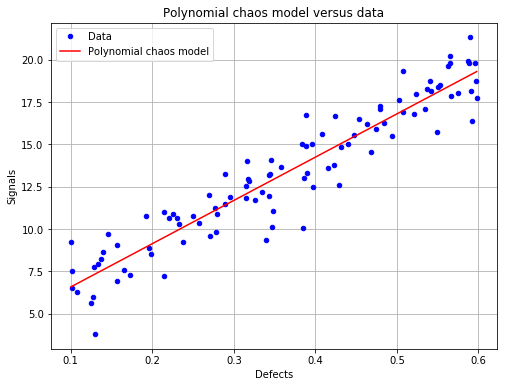 Polynomial chaos model versus data
Data
Polynomial chaos model
20.0
17.5
15.0
12.5
10.0
7.5
5.0
Signals
0.1 0.2 0.3 0.4 0.5 0.6
Defects